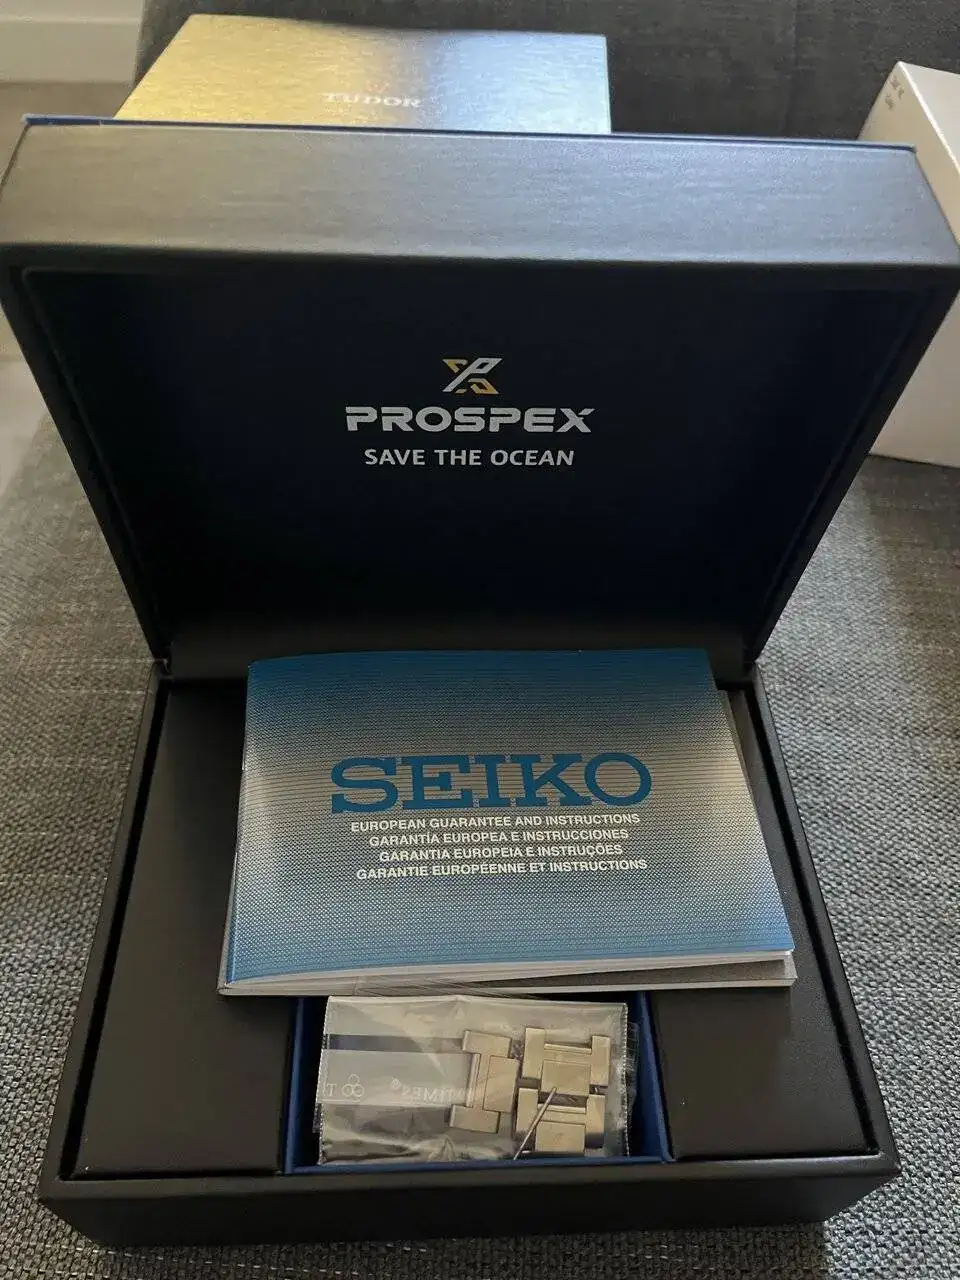 TUDOR
PROSPEX
SAVE THE OCEAN
SEIKO
EUROPEAN GUARANTEE AND INSTRUCTIONS
GARANTÍA EUROPEA E INSTRUCCIONES
GARANTIA EUROPEIA E INSTRUÇÕES
GARANTIE EUROPÉENNE ET INSTRUCTIONS